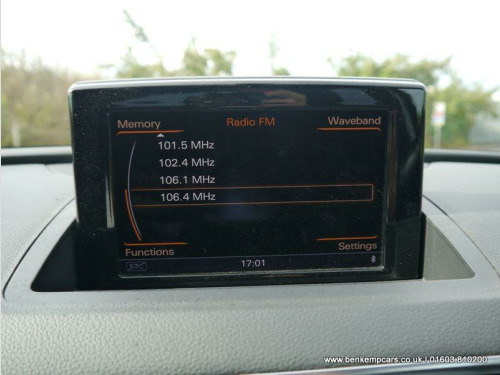 Memory Radio FM Waveband
101.5 MHz
102.4 MHz
106.1 MHz
106.4 MHz
Functions Settings
17:01
www.benkempcars.co.uk | 01603 810200